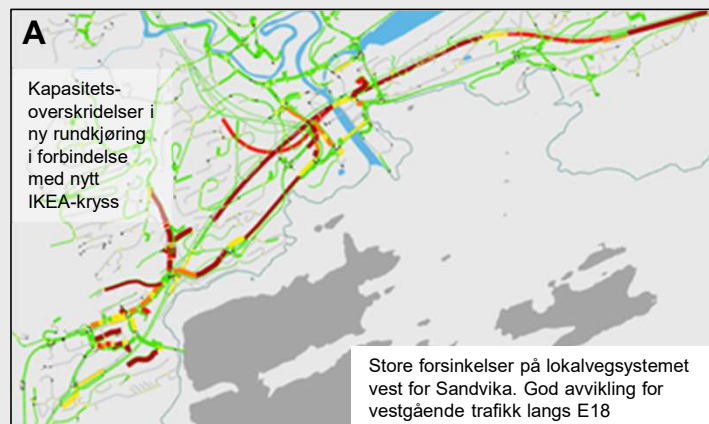 A
Kapasitets-
overskridelser i
ny rundkjøring
i forbindelse
med nytt
IKEA-kryss
Store forsinkelser på lokalvegsystemet
vest for Sandvika. God avvikling for
vestgående trafikk langs E18